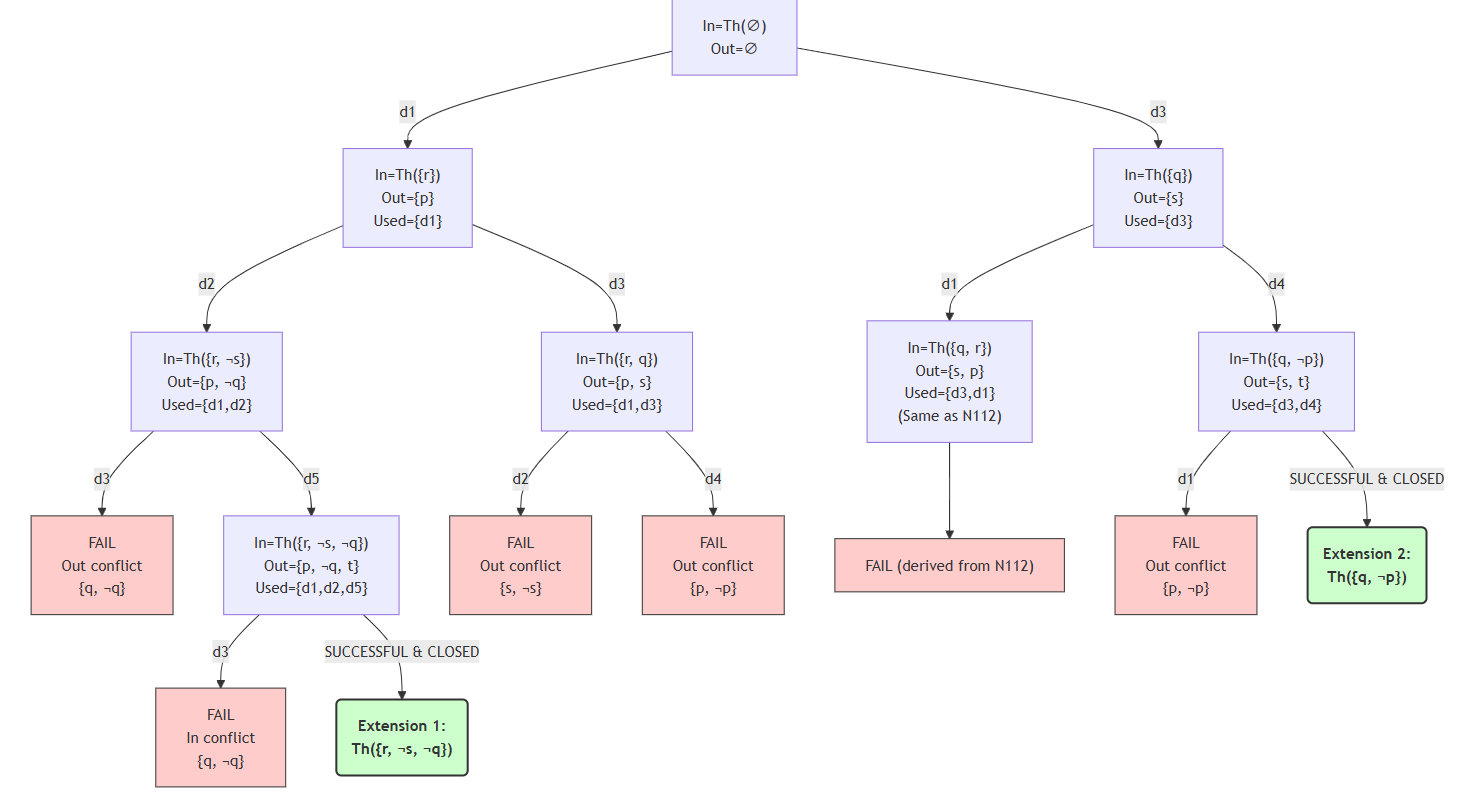 In=Th(∅)
Out=∅
d1
d3
In=Th({r})
Out={p}
Used={d1}
In=Th({q})
Out={s}
Used={d3}
d2
d3
d1
d4
In=Th({r, ¬s})
Out={p, ¬q}
Used={d1,d2}
In=Th({r, q})
Out={p, s}
Used={d1,d3}
In=Th({q, r})
Out={s, p}
Used={d3,d1}
(Same as N112)
In=Th({q, ¬p})
Out={s, t}
Used={d3,d4}
d3
d5
d2
d4
d1
SUCCESSFUL & CLOSED
FAIL
Out conflict
{q, ¬q}
In=Th({r, ¬s, ¬q})
Out={p, ¬q, t}
Used={d1,d2,d5}
FAIL
Out conflict
{s, ¬s}
FAIL
Out conflict
{p, ¬p}
FAIL (derived from N112)
FAIL
Out conflict
{p, ¬p}
Extension 2:
Th({q, ¬p})
d3
SUCCESSFUL & CLOSED
FAIL
In conflict
{q, ¬q}
Extension 1:
Th({r, ¬s, ¬q})